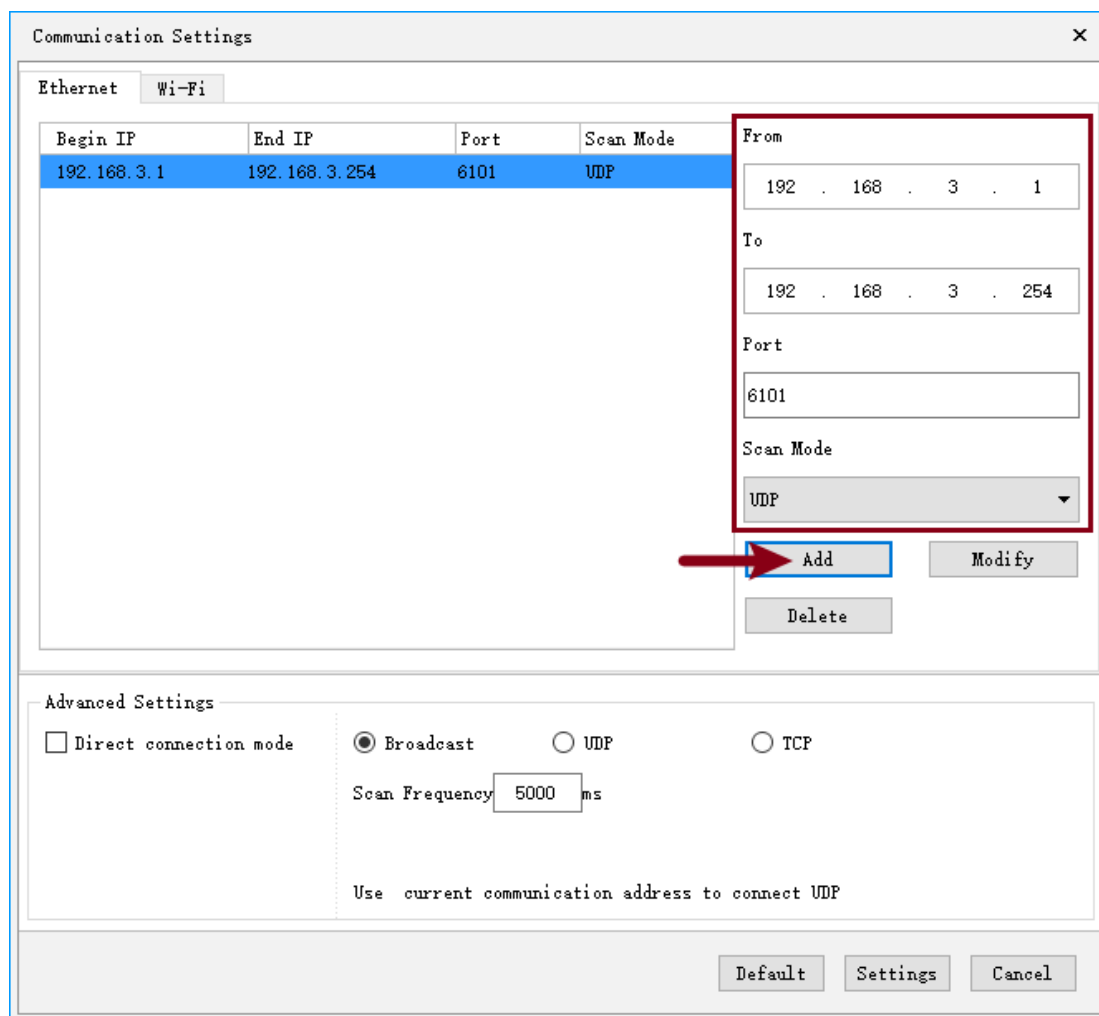 Communication Settings
Ethernet Wi-Fi
Begin IP End IP Port Scan Mode
192.168.3.1 192.168.3.254 6101 UDP
From
192 . 168 . 3 . 1
To
192 . 168 . 3 . 254
Port
6101
Scan Mode
UDP
Add Modify
Delete
Advanced Settings
Direct connection mode Broadcast UDP TCP
Scan Frequency 5000 ms
Use current communication address to connect UDP
Default Settings Cancel